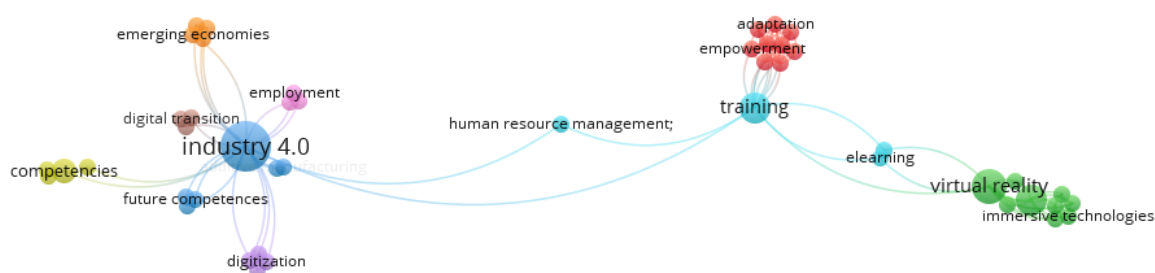 adaptation
emerging economies
empowerment
employment
training
digital transition
human resource management;
industry 4.0
elearning
manufacturing
competencies
virtual reality
future competences
immersive technologies
digitization